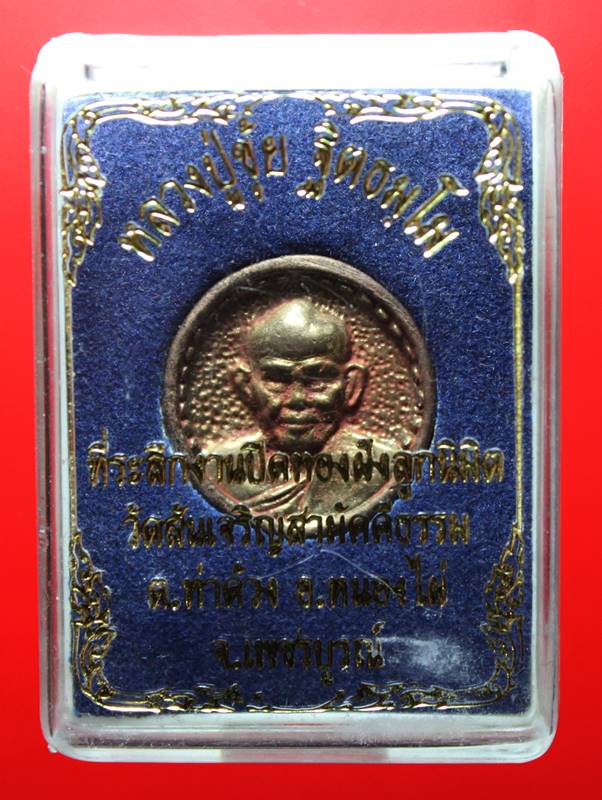 หลวงปู่ขุ้ย ฐิตธมฺโม
ที่ระลึกงานปิดทองฝังลูกนิมิต
วัดสันเจริญสามัคคีธรรม
ต.ท่าด้วง อ.หนองไผ่
จ.เพชรบูรณ์